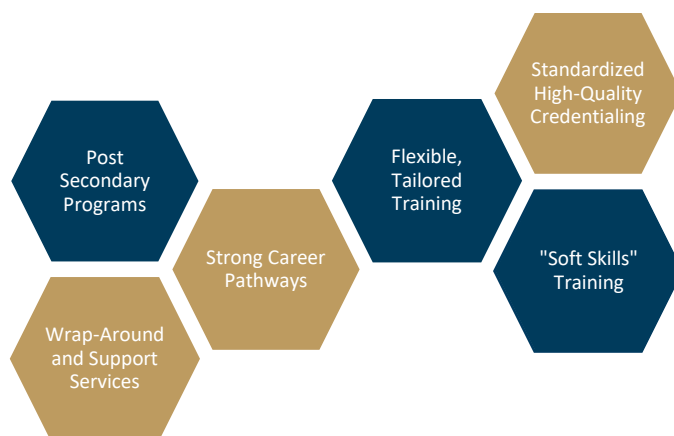 Post
Secondary
Programs
Wrap-Around
and Support
Services
Strong Career
Pathways
Flexible,
Tailored
Training
Standardized
High-Quality
Credentialing
"Soft Skills"
Training